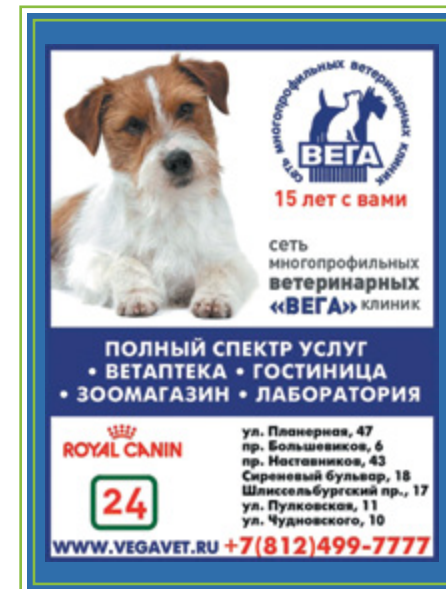 сеть многопрофильных ветеринарных клиник
ВЕГА
15 лет с вами
сеть
многопрофильных
ветеринарных
«ВЕГА» клиник
ПОЛНЫЙ СПЕКТР УСЛУГ
• ВЕТАПТЕКА • ГОСТИНИЦА
• ЗООМАГАЗИН • ЛАБОРАТОРИЯ
ROYAL CANIN
24
ул. Планерная, 47
пр. Большевиков, 6
пр. Наставников, 43
Сиреневый бульвар, 18
Шлиссельбургский пр., 17
ул. Пулковская, 11
ул. Чудновского, 10
WWW.VEGAVET.RU +7(812)499-7777